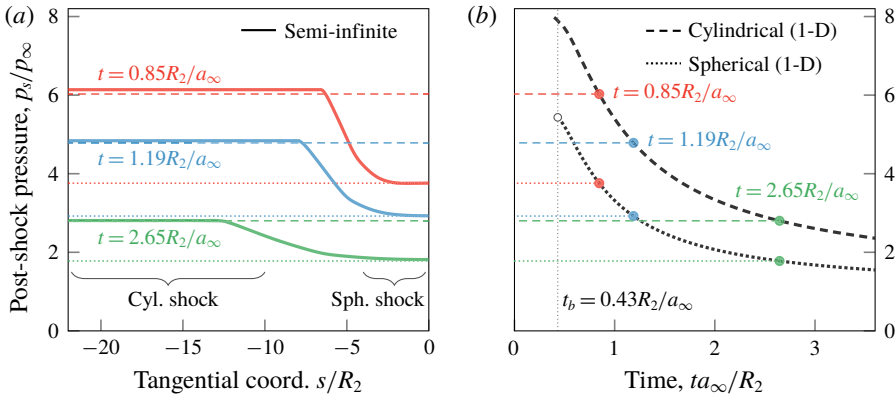 (a)
Semi-infinite
t = 0.85R₂/a∞
t = 1.19R₂/a∞
t = 2.65R₂/a∞
Cyl. shock
Sph. shock
Post-shock pressure, pₛ/p∞
8
6
4
2
0
−20
−15
−10
−5
0
Tangential coord. s/R₂
(b)
Cylindrical (1-D)
Spherical (1-D)
t = 0.85R₂/a∞
t = 1.19R₂/a∞
t = 2.65R₂/a∞
t_b = 0.43R₂/a∞
8
6
4
2
0
0
1
2
3
Time, ta∞/R₂